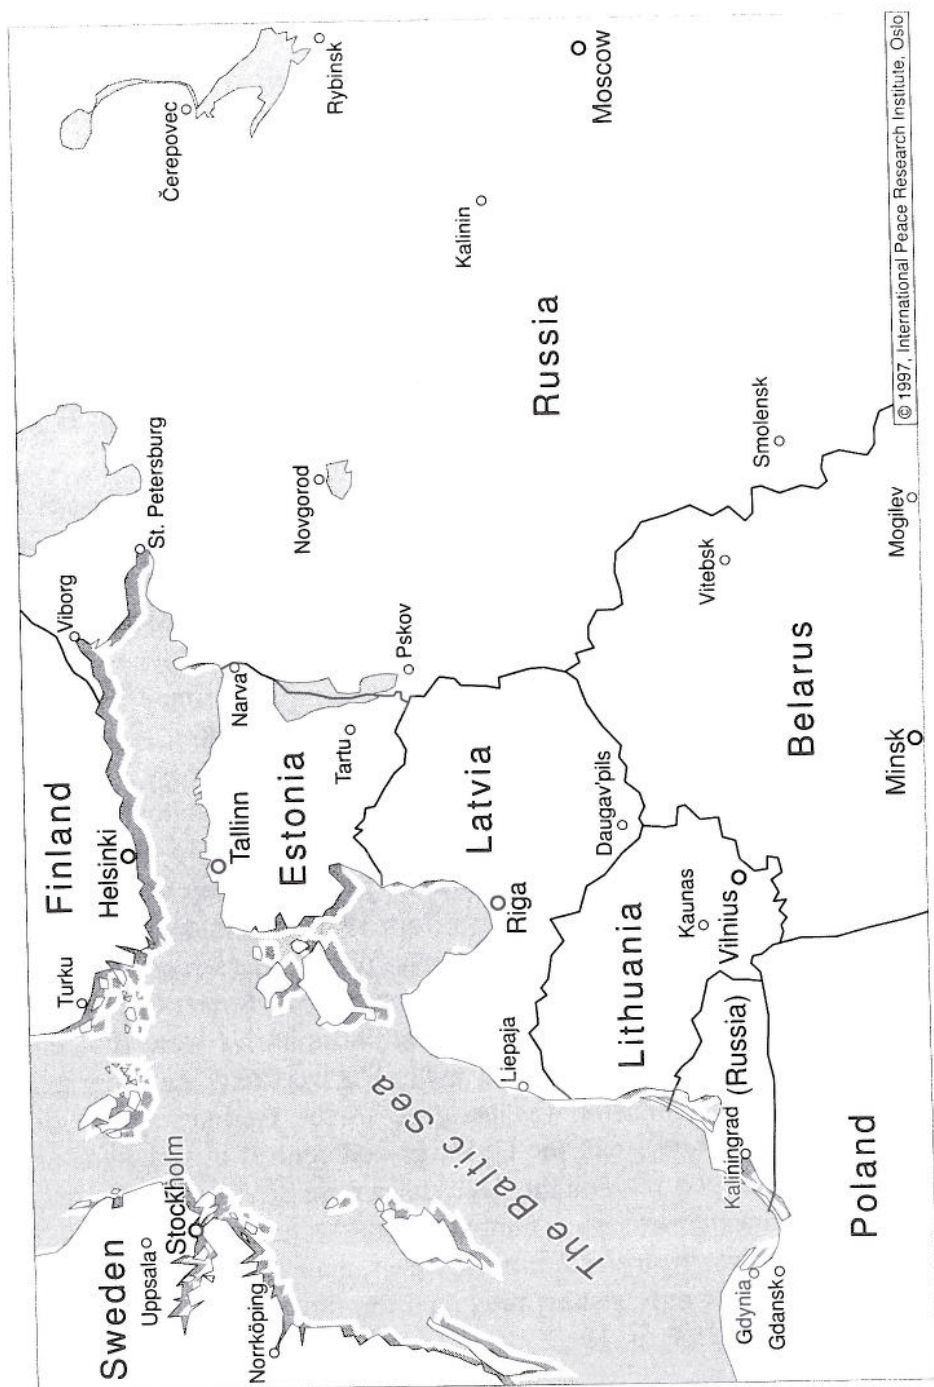 Sweden
Uppsala
Stockholm
Norrköping
Finland
Turku
Helsinki
Viborg
St. Petersburg
Čerepovec
Rybinsk
Novgorod
Narva
Tallinn
Estonia
Tartu
Pskov
Kalinin
Moscow
Russia
The Baltic Sea
Latvia
Riga
Liepaja
Daugav'pils
Lithuania
Kaunas
Vilnius
Kaliningrad (Russia)
Gdynia
Gdansk
Poland
Belarus
Vitebsk
Smolensk
Minsk
Mogilev
© 1997, International Peace Research Institute, Oslo